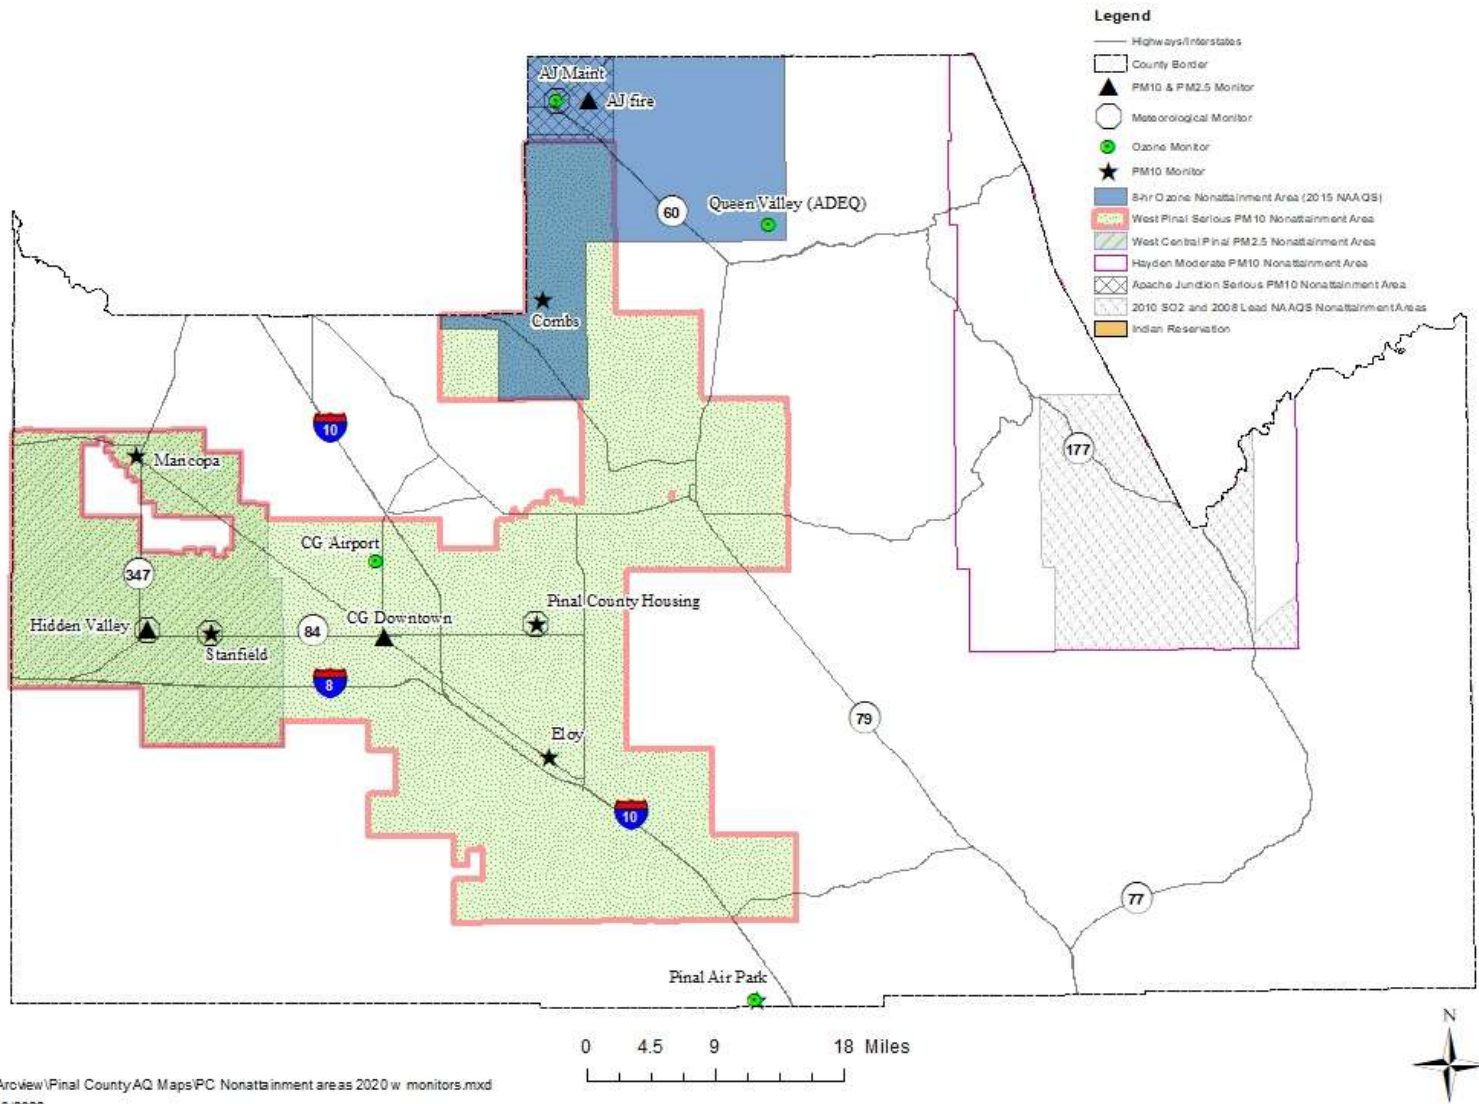 Legend
Highways/Interstates
County Border
PM10 & PM2.5 Monitor
Meteorological Monitor
Ozone Monitor
PM10 Monitor
8-hr Ozone Nonattainment Area (2015 NAAQS)
West Pinal Serious PM10 Nonattainment Area
West Central Pinal PM2.5 Nonattainment Area
Hayden Moderate PM10 Nonattainment Area
Apache Junction Serious PM10 Nonattainment Area
2010 SO2 and 2008 Lead NAAQS Nonattainment Areas
Indian Reservation
AJ Maint
AJ fire
60
Queen Valley (ADEQ)
Combs
10
177
Maricopa
CG Airport
347
Hidden Valley
Stanfield
84
CG Downtown
Pinal County Housing
8
79
Eloy
10
77
Pinal Air Park
N
0 4.5 9 18 Miles
Arcview\Pinal County AQ Maps\PC Nonattainment areas 2020 w monitors.mxd